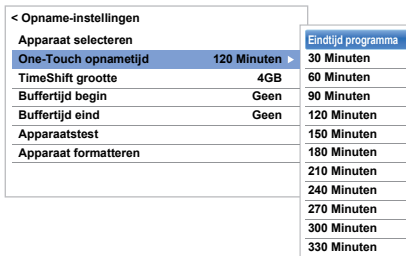 < Opname-instellingen
Apparaat selecteren
One-Touch opnametijd 120 Minuten
TimeShift grootte 4GB
Buffertijd begin Geen
Buffertijd eind Geen
Apparaatstest
Apparaat formatteren
Eindtijd programma
30 Minuten
60 Minuten
90 Minuten
120 Minuten
150 Minuten
180 Minuten
210 Minuten
240 Minuten
270 Minuten
300 Minuten
330 Minuten